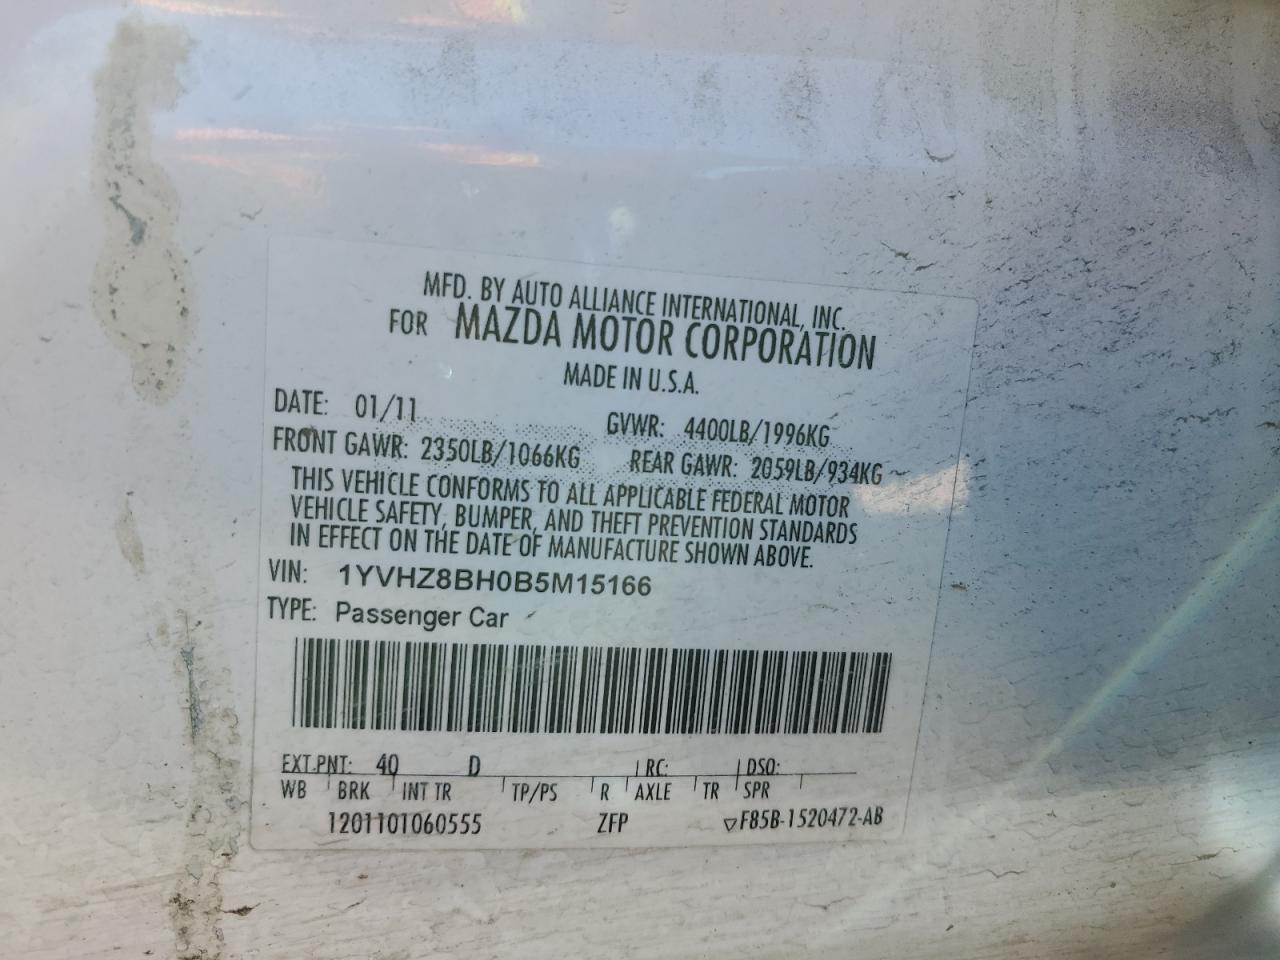 MFD. BY AUTO ALLIANCE INTERNATIONAL, INC.
FOR MAZDA MOTOR CORPORATION
MADE IN U.S.A.
DATE: 01/11 GVWR: 4400LB/1996KG
FRONT GAWR: 2350LB/1066KG REAR GAWR: 2059LB/934KG
THIS VEHICLE CONFORMS TO ALL APPLICABLE FEDERAL MOTOR
VEHICLE SAFETY, BUMPER, AND THEFT PREVENTION STANDARDS
IN EFFECT ON THE DATE OF MANUFACTURE SHOWN ABOVE.
VIN: 1YVHZ8BH0B5M15166
TYPE: Passenger Car
EXT.PNT: 40 D RC: DSO:
WB BRK INT TR TP/PS R AXLE TR SPR
1201101060555 ZFP ▽F85B-1520472-AB